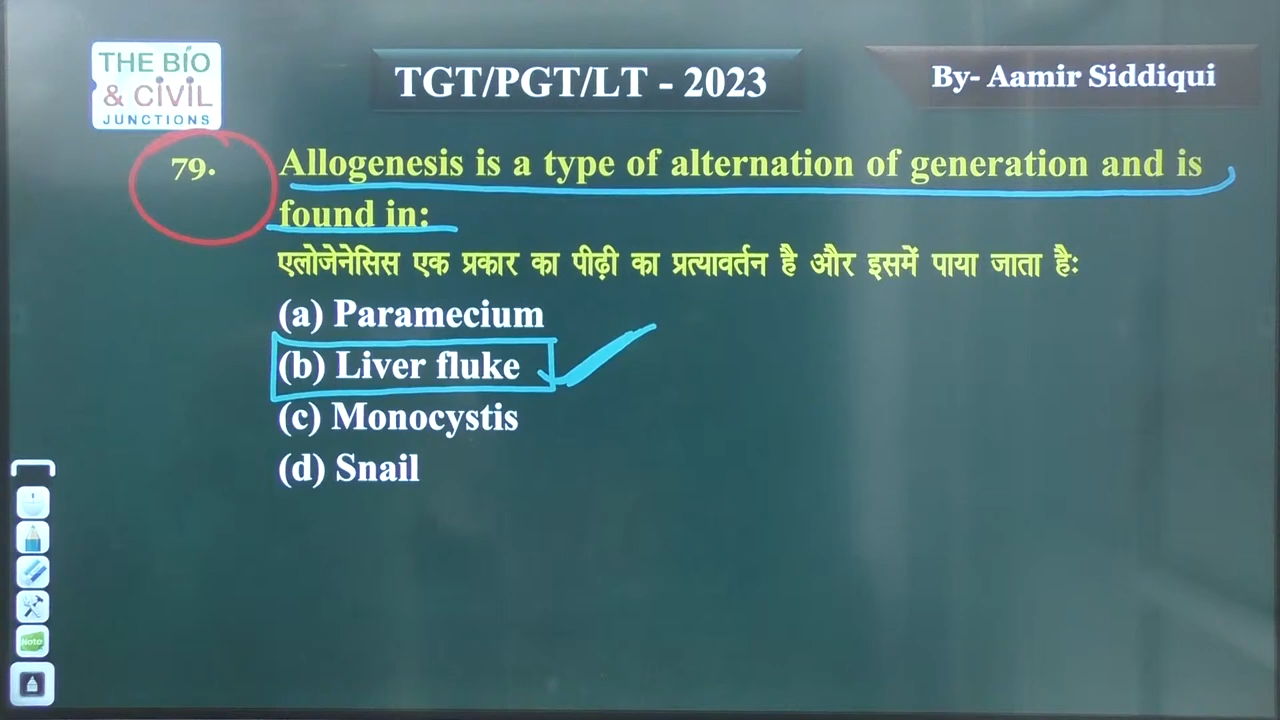 THE BIO
& CIVIL
JUNCTIONS
TGT/PGT/LT - 2023
By- Aamir Siddiqui
79. Allogenesis is a type of alternation of generation and is
found in:
एलोजेनेसिस एक प्रकार का पीढ़ी का प्रत्यावर्तन है और इसमें पाया जाता है:
(a) Paramecium
(b) Liver fluke
(c) Monocystis
(d) Snail
Note